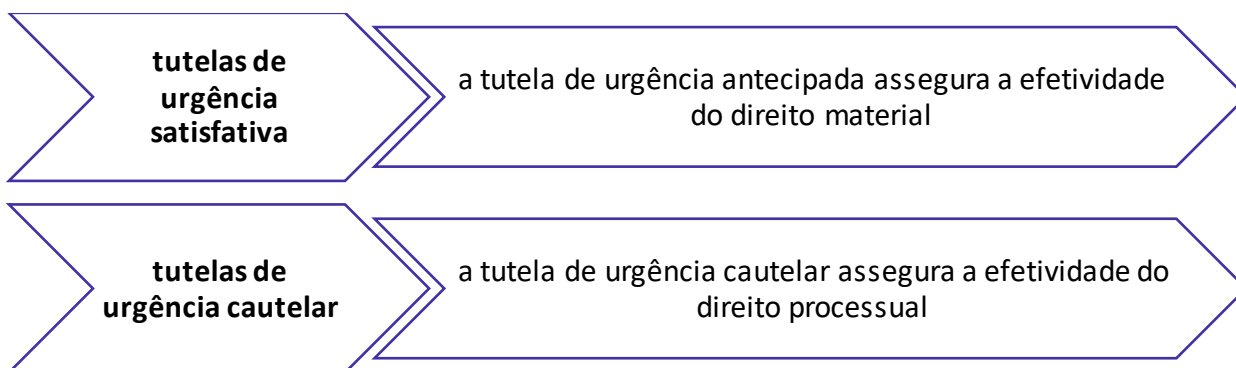 tutelas de
urgência
satisfativa
a tutela de urgência antecipada assegura a efetividade
do direito material
tutelas de
urgência cautelar
a tutela de urgência cautelar assegura a efetividade do
direito processual